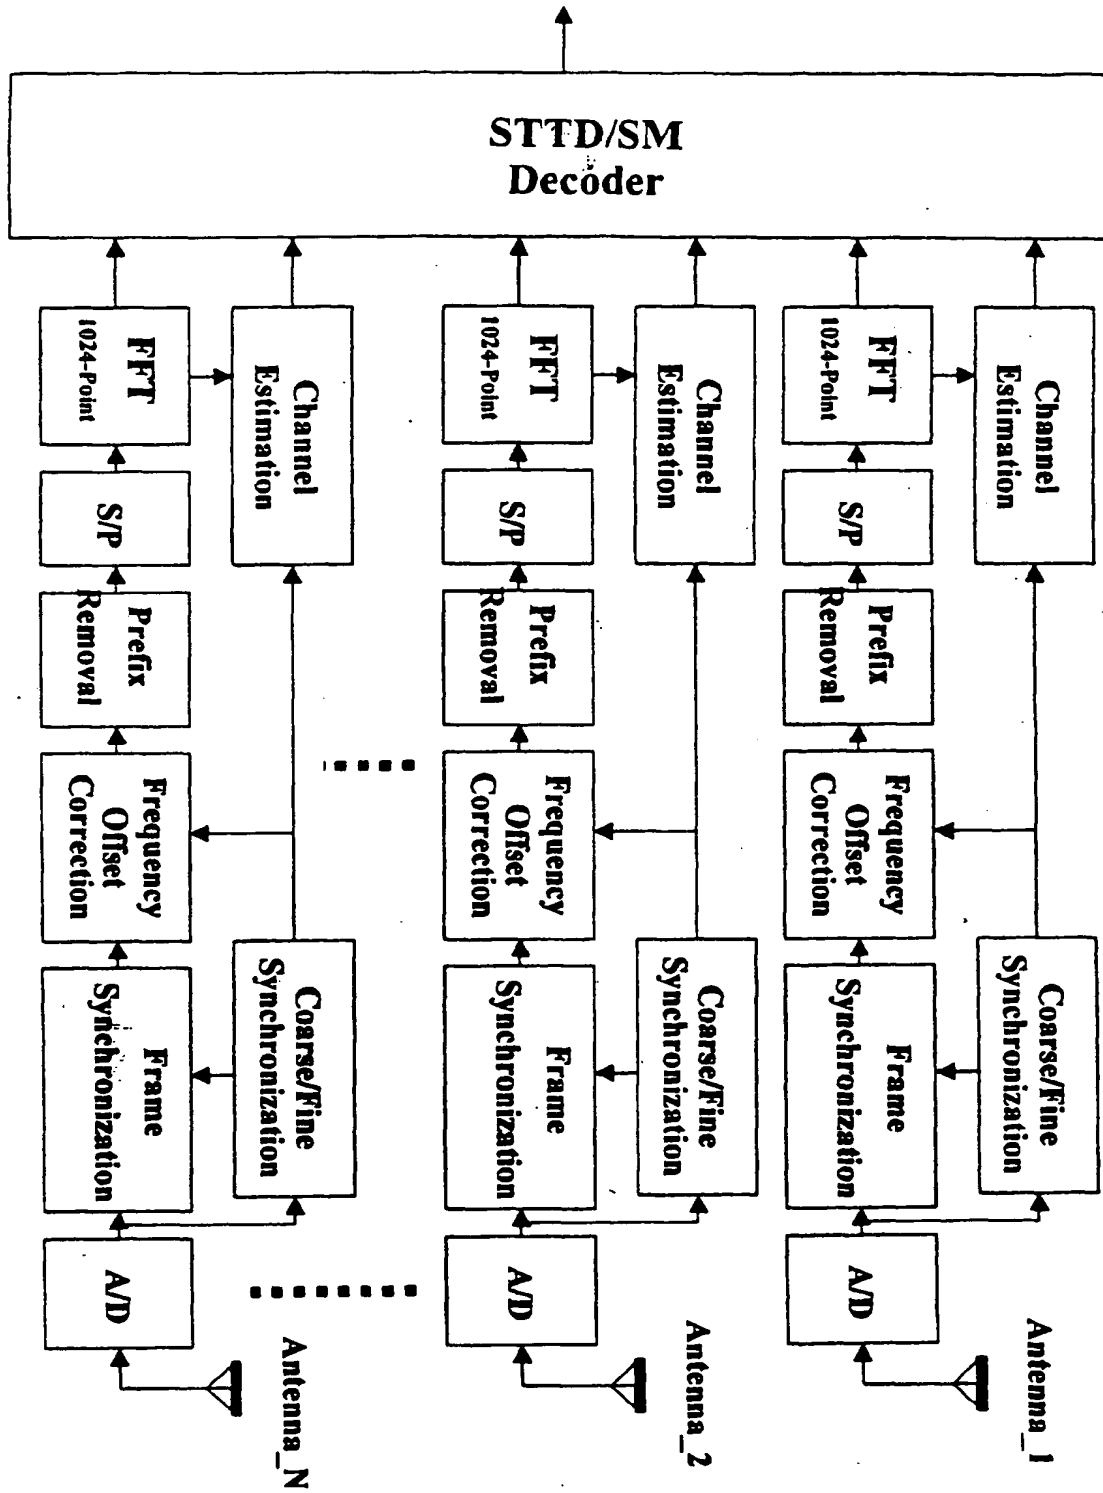 STTD/SM
Decoder
Antenna_1
A/D
Coarse/Fine
Synchronization
Frame
Synchronization
Frequency
Offset
Correction
Prefix
Removal
S/P
FFT
1024-Point
Channel
Estimation
Antenna_2
A/D
Coarse/Fine
Synchronization
Frame
Synchronization
Frequency
Offset
Correction
Prefix
Removal
S/P
FFT
1024-Point
Channel
Estimation
Antenna_N
A/D
Coarse/Fine
Synchronization
Frame
Synchronization
Frequency
Offset
Correction
Prefix
Removal
S/P
FFT
1024-Point
Channel
Estimation